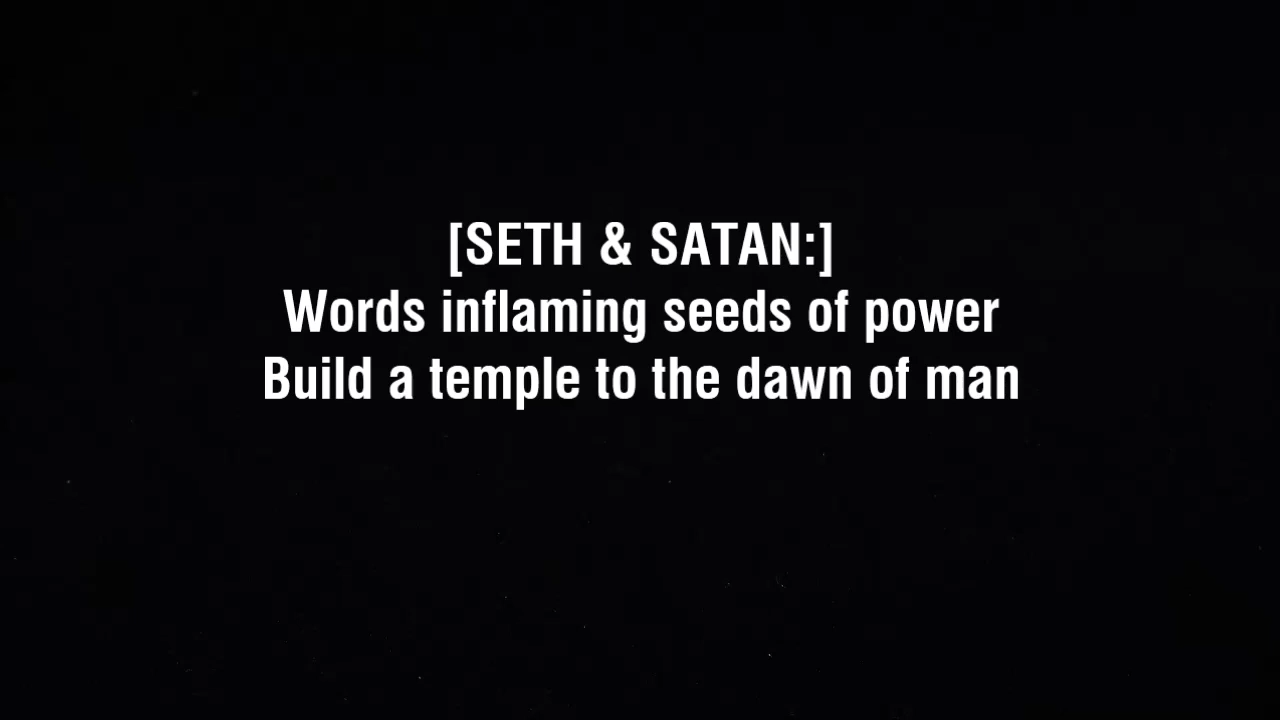 [SETH & SATAN:]
Words inflaming seeds of power
Build a temple to the dawn of man